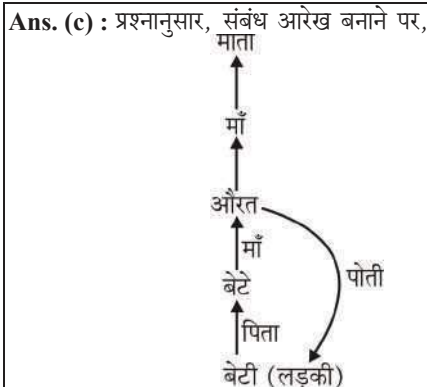 Ans. (c) : प्रश्नानुसार, संबंध आरेख बनाने पर,
माता
माँ
औरत
माँ
पोती
बेटे
पिता
बेटी (लड़की)